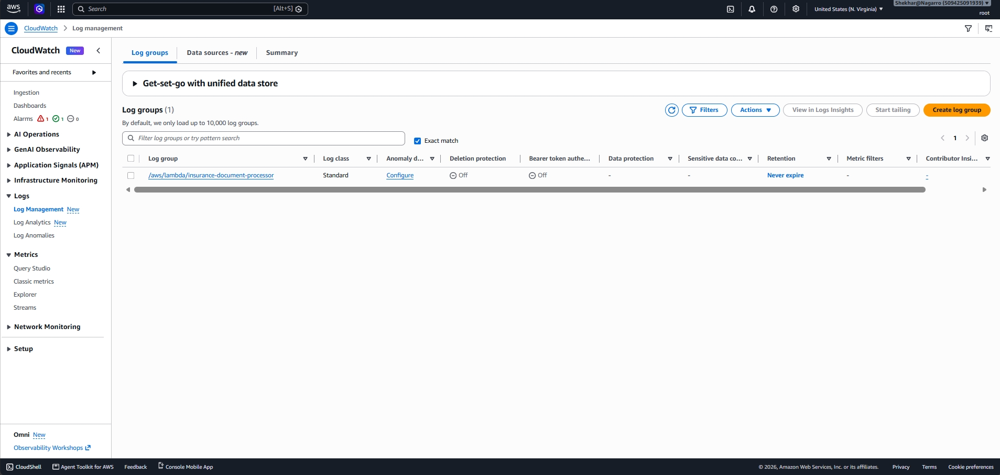 aws
Search [Alt+S]
United States (N. Virginia)
Shekhar@Nagarro (509425091939)
root
CloudWatch Log management
CloudWatch New
Favorites and recents
Ingestion
Dashboards
Alarms 1 1 0
AI Operations
GenAI Observability
Application Signals (APM)
Infrastructure Monitoring
Logs
Log Management New
Log Analytics New
Log Anomalies
Metrics
Query Studio
Classic metrics
Explorer
Streams
Network Monitoring
Setup
Omni New
Observability Workshops
Log groups Data sources - new Summary
Get-set-go with unified data store
Log groups (1)
Filters Actions View in Logs Insights Start tailing Create log group
By default, we only load up to 10,000 log groups.
Filter log groups or try pattern search Exact match 1
Log group Log class Anomaly d... Deletion protection Bearer token authe... Data protection Sensitive data co... Retention Metric filters Contributor Insi...
/aws/lambda/insurance-document-processor Standard Configure Off Off - - Never expire - -
CloudShell Agent Toolkit for AWS Feedback Console Mobile App © 2026, Amazon Web Services, Inc. or its affiliates. Privacy Terms Cookie preferences